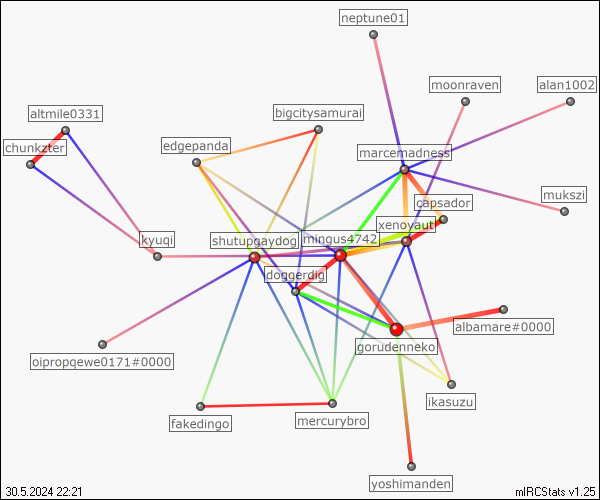 neptune01
moonraven
alan1002
altmile0331
bigcitysamurai
chunkzter
edgepanda
marcemadness
mukszi
capsador
xenoyaut
kyuqi
shutupgaydog
mingus4742
doggerdig
albamare#0000
gorudenneko
oipropqewe0171#0000
ikasuzu
fakedingo
mercurybro
yoshimanden
30.5.2024 22:21
mIRCStats v1.25